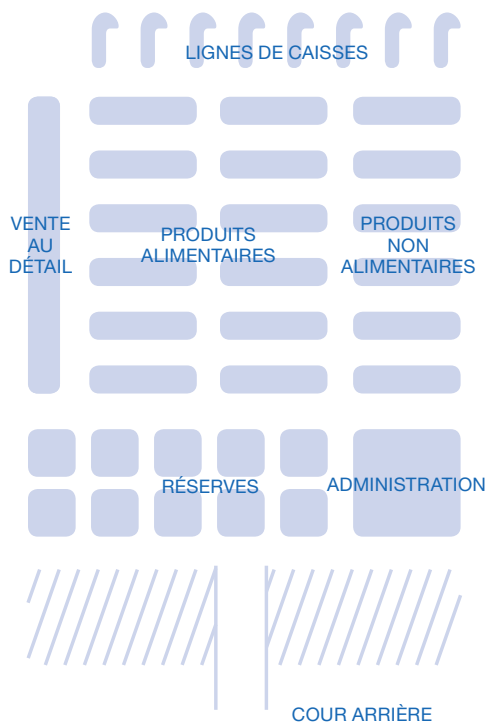 LIGNES DE CAISSES
VENTE
AU
DÉTAIL
PRODUITS
ALIMENTAIRES
PRODUITS
NON
ALIMENTAIRES
RÉSERVES
ADMINISTRATION
COUR ARRIÈRE